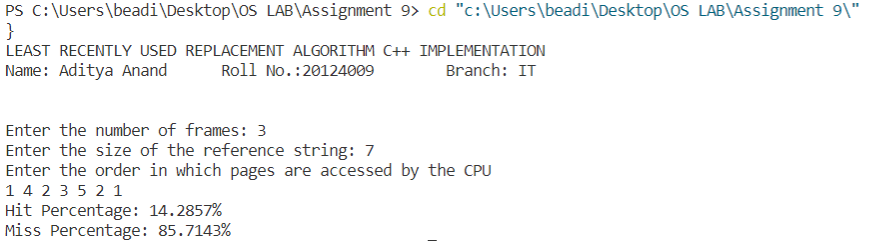 PS C:\Users\beadi\Desktop\OS LAB\Assignment 9> cd "c:\Users\beadi\Desktop\OS LAB\Assignment 9\"
}
LEAST RECENTLY USED REPLACEMENT ALGORITHM C++ IMPLEMENTATION
Name: Aditya Anand Roll No.:20124009 Branch: IT
Enter the number of frames: 3
Enter the size of the reference string: 7
Enter the order in which pages are accessed by the CPU
1 4 2 3 5 2 1
Hit Percentage: 14.2857%
Miss Percentage: 85.7143%